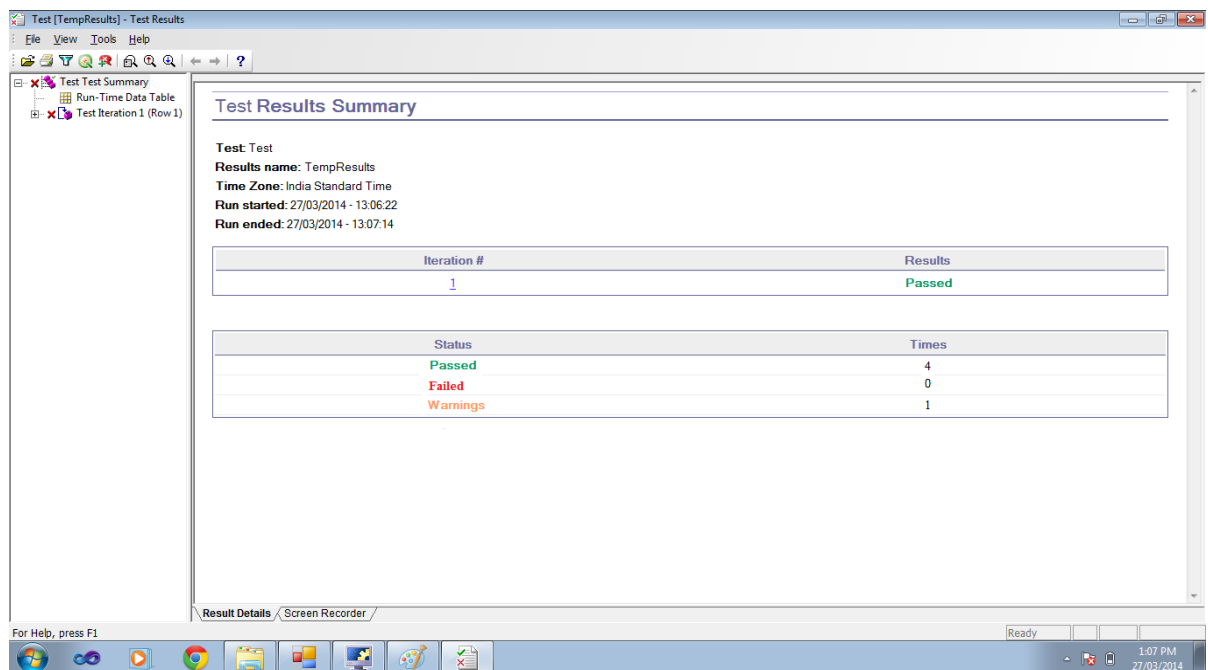 Test [TempResults] - Test Results
File View Tools Help
?
Test Test Summary
Run-Time Data Table
Test Iteration 1 (Row 1)
Test Results Summary
Test: Test
Results name: TempResults
Time Zone: India Standard Time
Run started: 27/03/2014 - 13:06:22
Run ended: 27/03/2014 - 13:07:14
Iteration # Results
1 Passed
Status Times
Passed 4
Failed 0
Warnings 1
Result Details Screen Recorder
For Help, press F1
Ready
1:07 PM
27/03/2014